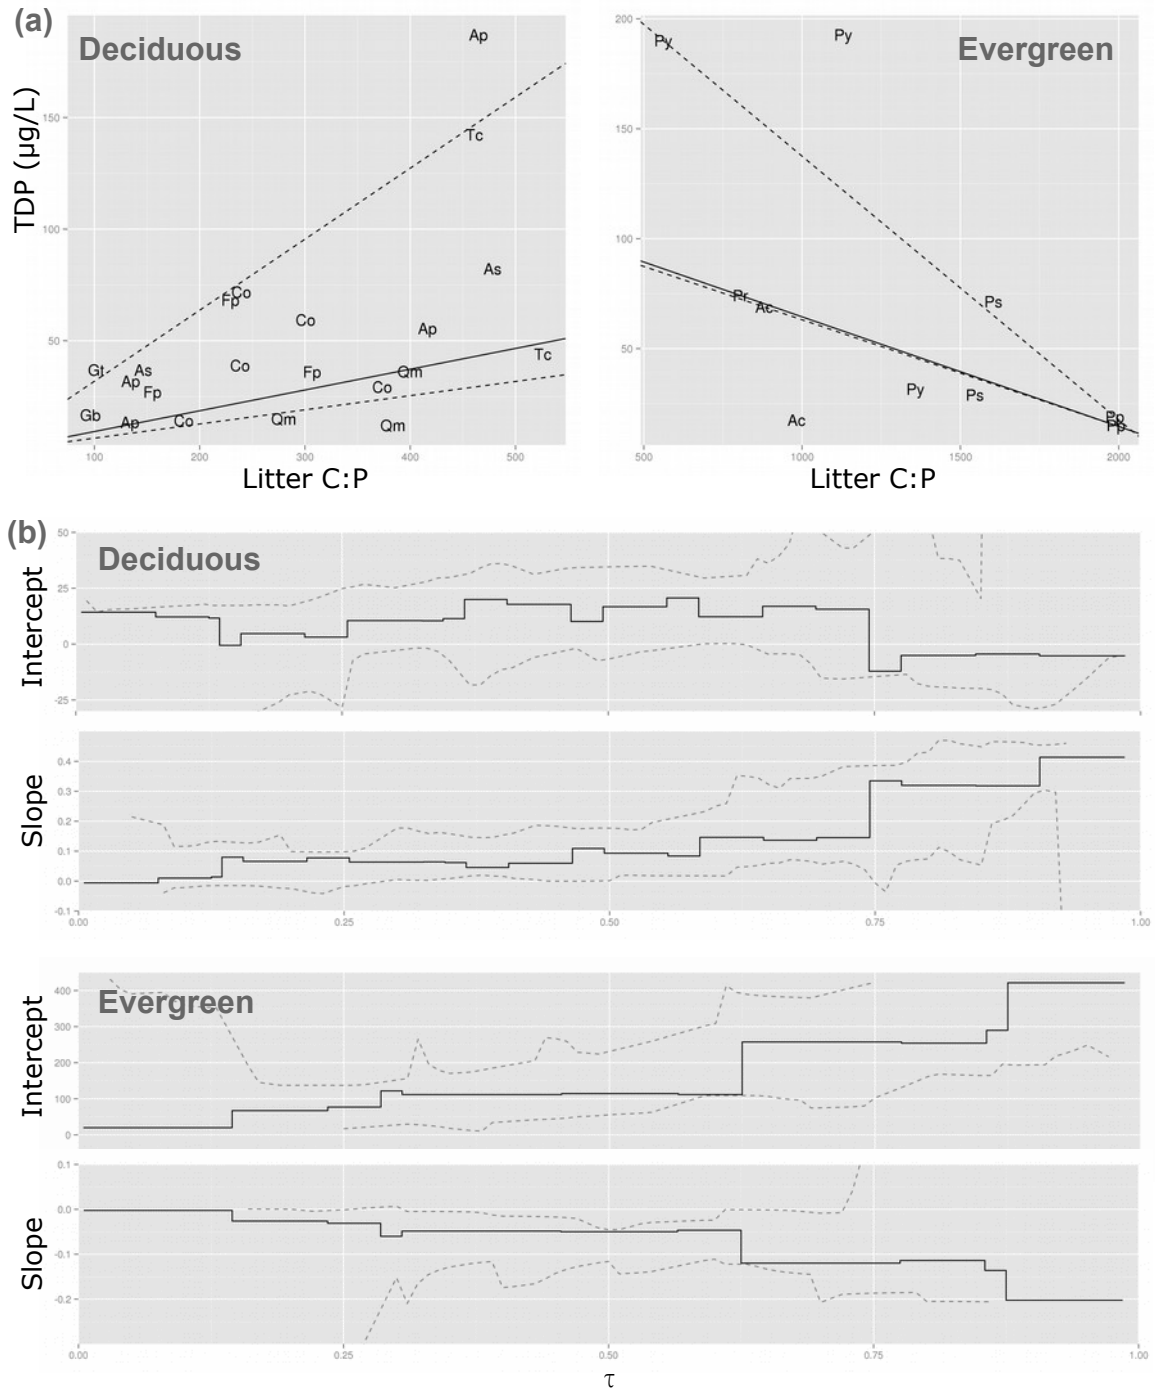 (a)
Deciduous
Evergreen
TDP (µg/L)
150
100
50
Ap
Tc
As
Co
Fp
Co
Ap
Tc
Co
Gt
As
Fp
Qm
Ap
Co
Fp
Gb
Ap
Co
Qm
Co
100
200
300
400
500
Litter C:P
200
150
100
50
Py
Py
Pr
Ac
Ps
Py
Ps
Ac
Pp
Pp
500
1000
1500
2000
Litter C:P
(b)
Deciduous
Intercept
50
25
0
-25
Slope
0.4
0.3
0.2
0.1
0.0
-0.1
0.00
0.25
0.50
0.75
1.00
Evergreen
Intercept
400
300
200
100
0
Slope
0.1
0.0
-0.1
-0.2
0.00
0.25
0.50
0.75
1.00
τ